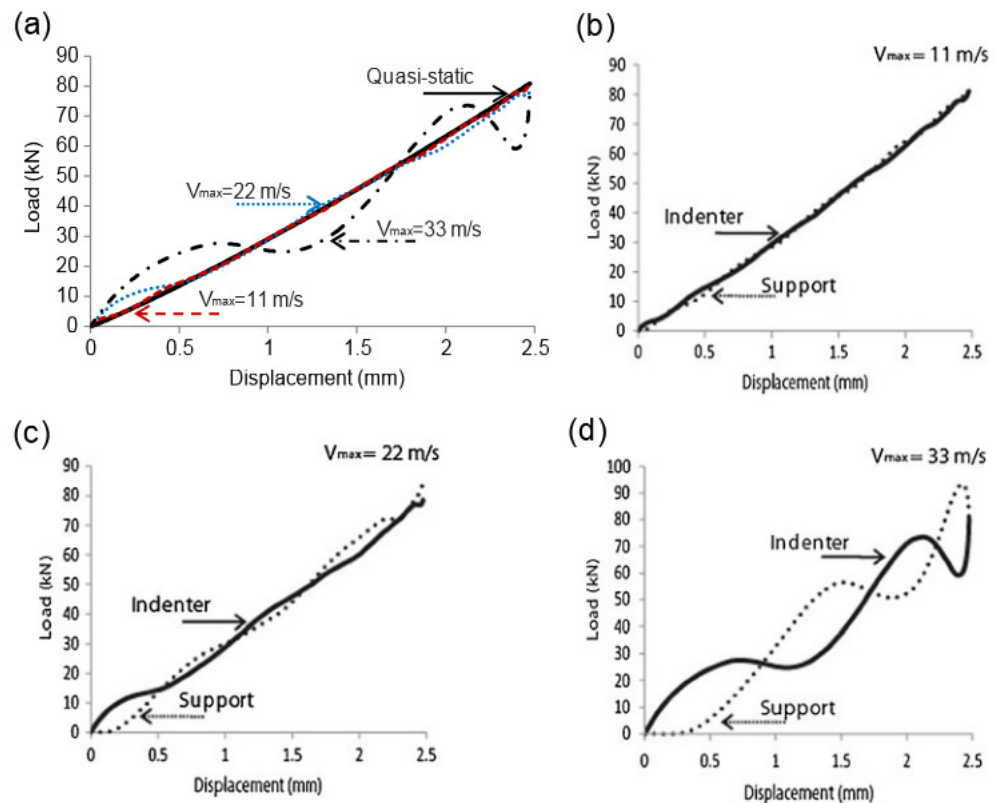 (a)
90
80
70
60
50
40
30
20
10
0
Load (kN)
Quasi-static
Vmax=22 m/s
Vmax=33 m/s
Vmax=11 m/s
0 0.5 1 1.5 2 2.5
Displacement (mm)
(b)
Vmax= 11 m/s
90
80
70
60
50
40
30
20
10
0
Load (kN)
Indenter
Support
0 0.5 1 1.5 2 2.5
Displacement (mm)
(c)
Vmax= 22 m/s
90
80
70
60
50
40
30
20
10
0
Load (kN)
Indenter
Support
0 0.5 1 1.5 2 2.5
Displacement (mm)
(d)
Vmax= 33 m/s
100
90
80
70
60
50
40
30
20
10
0
Load (kN)
Indenter
Support
0 0.5 1 1.5 2 2.5
Displacement (mm)